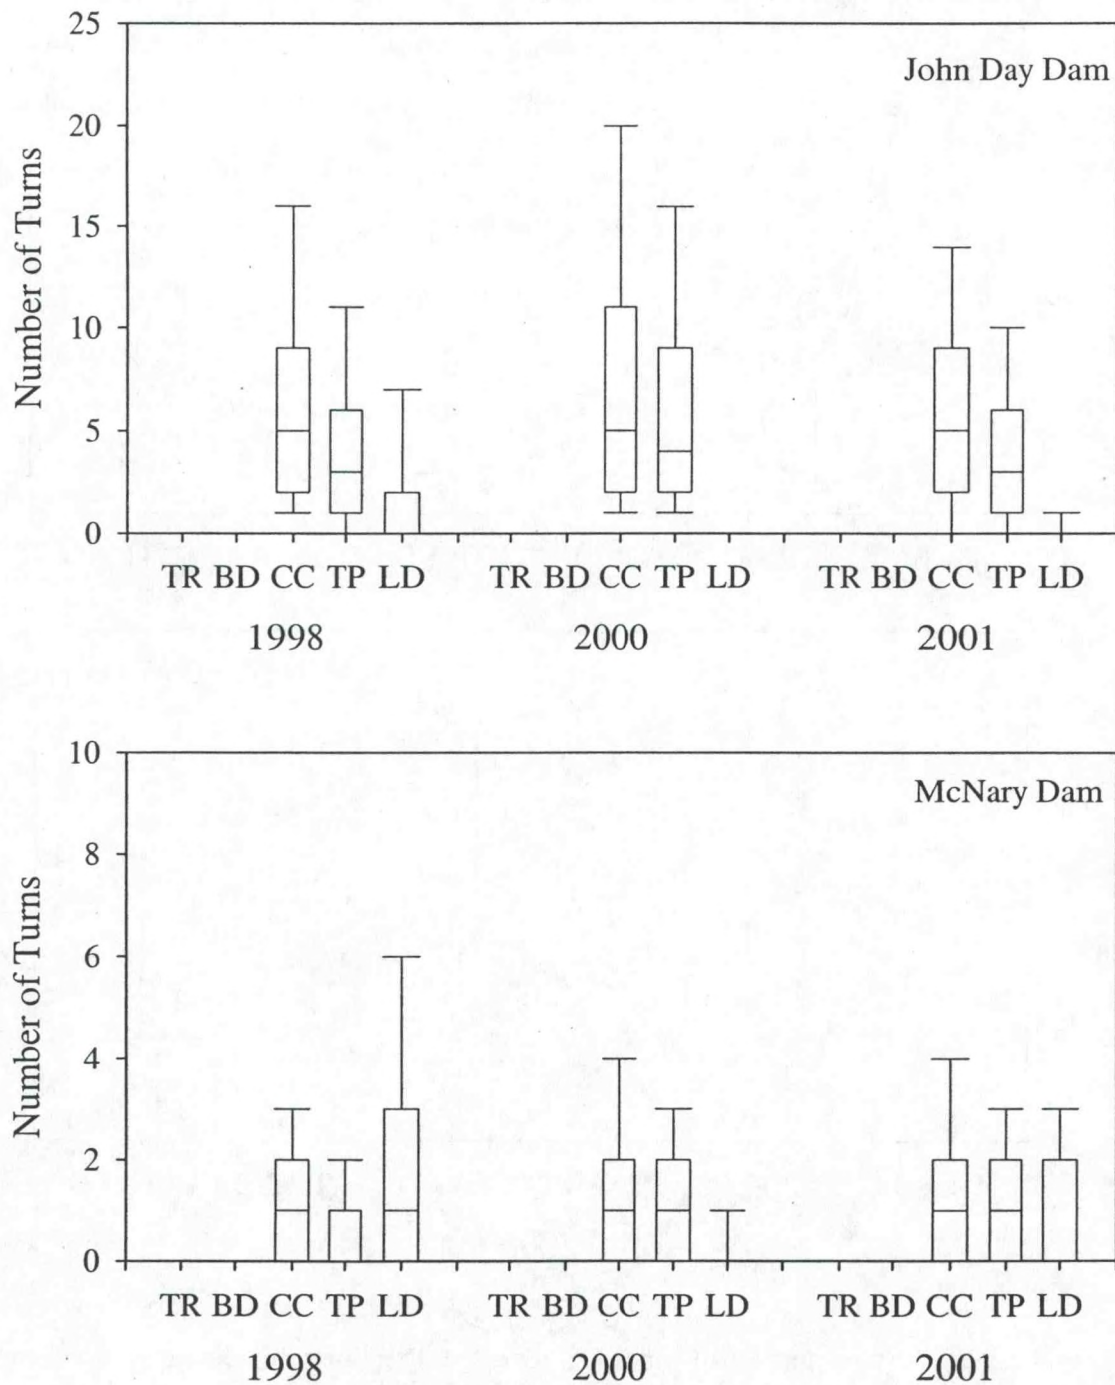 John Day Dam
Number of Turns
25
20
15
10
5
0
TR BD CC TP LD TR BD CC TP LD TR BD CC TP LD
1998 2000 2001
McNary Dam
Number of Turns
10
8
6
4
2
0
TR BD CC TP LD TR BD CC TP LD TR BD CC TP LD
1998 2000 2001